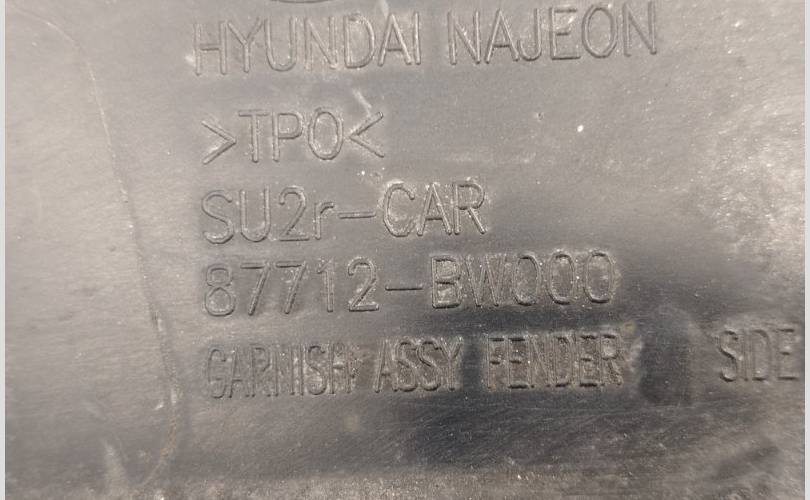 HYUNDAI NAJEON
>TPO<
SU2r-CAR
87712-BW000
GARNISH ASSY FENDER SIDE